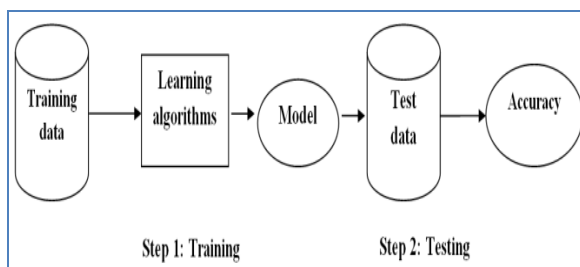 Training
data
Learning
algorithms
Model
Test
data
Accuracy
Step 1: Training
Step 2: Testing